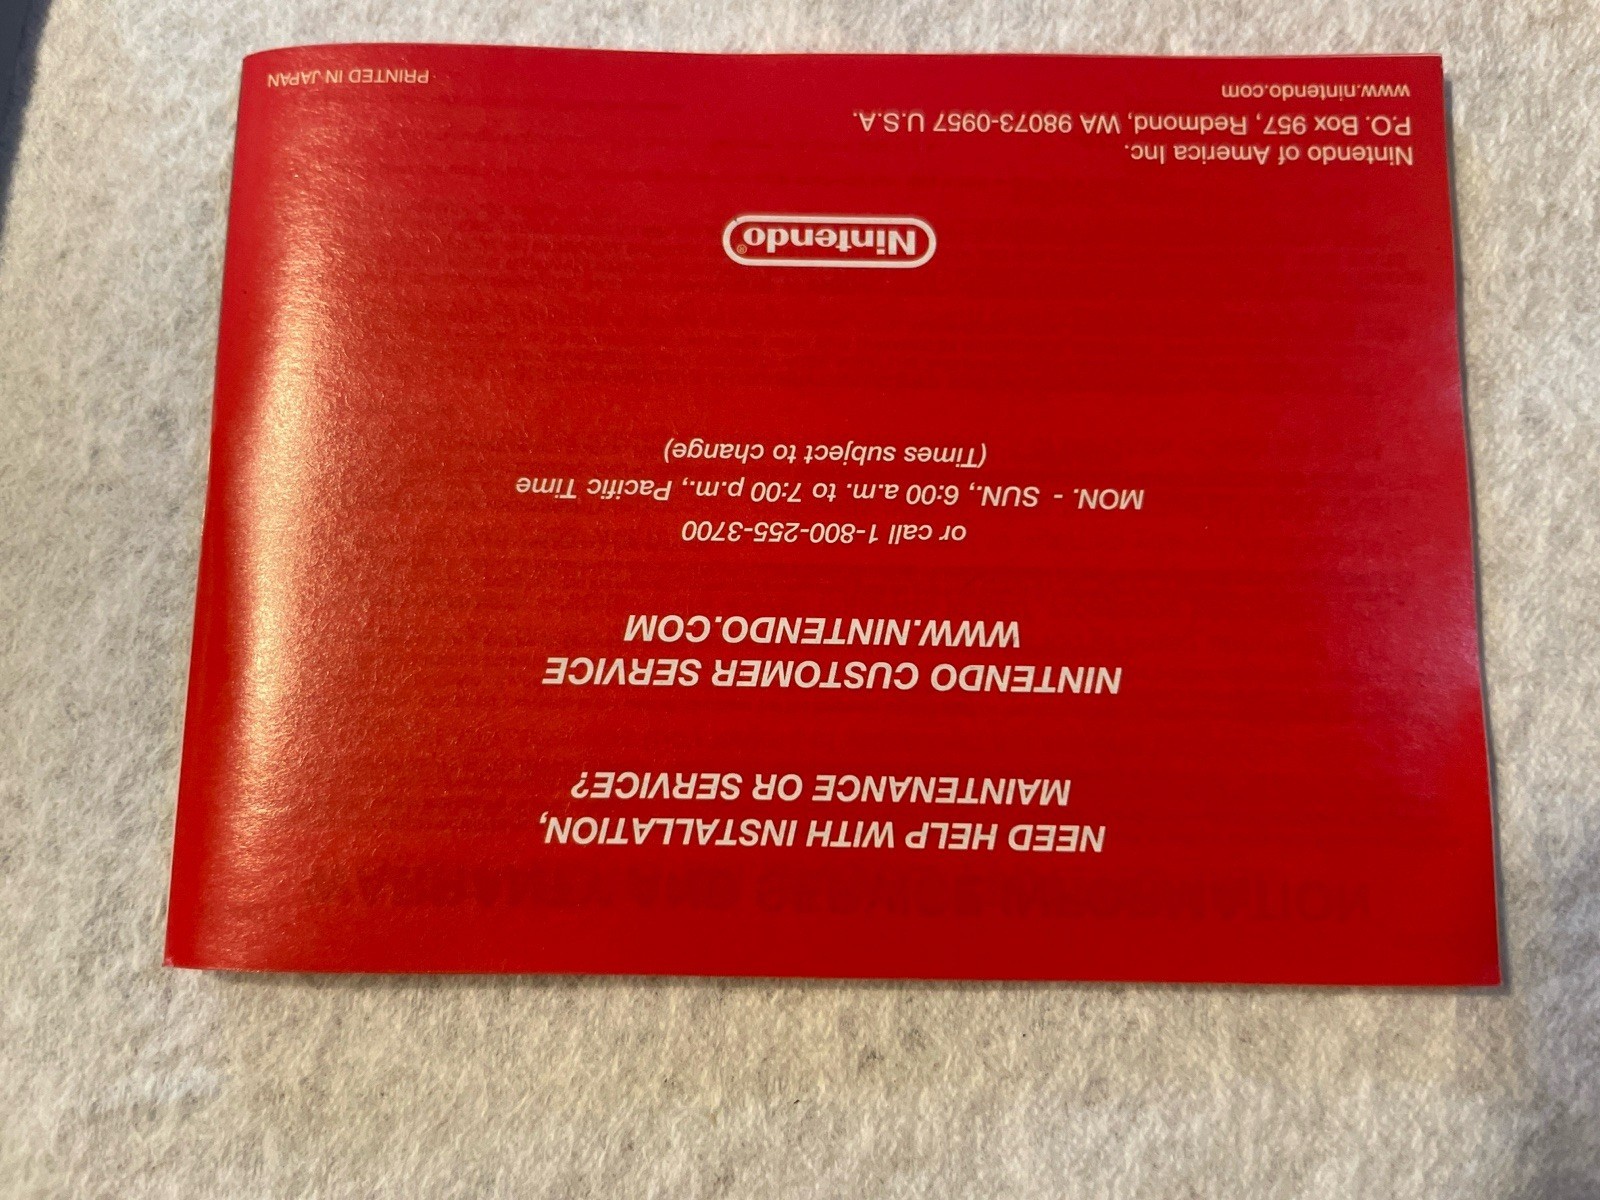 NEED HELP WITH INSTALLATION,
MAINTENANCE OR SERVICE?
NINTENDO CUSTOMER SERVICE
WWW.NINTENDO.COM
or call 1-800-255-3700
MON. - SUN., 6:00 a.m. to 7:00 p.m., Pacific Time
(Times subject to change)
Nintendo®
Nintendo of America Inc.
P.O. Box 957, Redmond, WA 98073-0957 U.S.A.
www.nintendo.com
PRINTED IN JAPAN